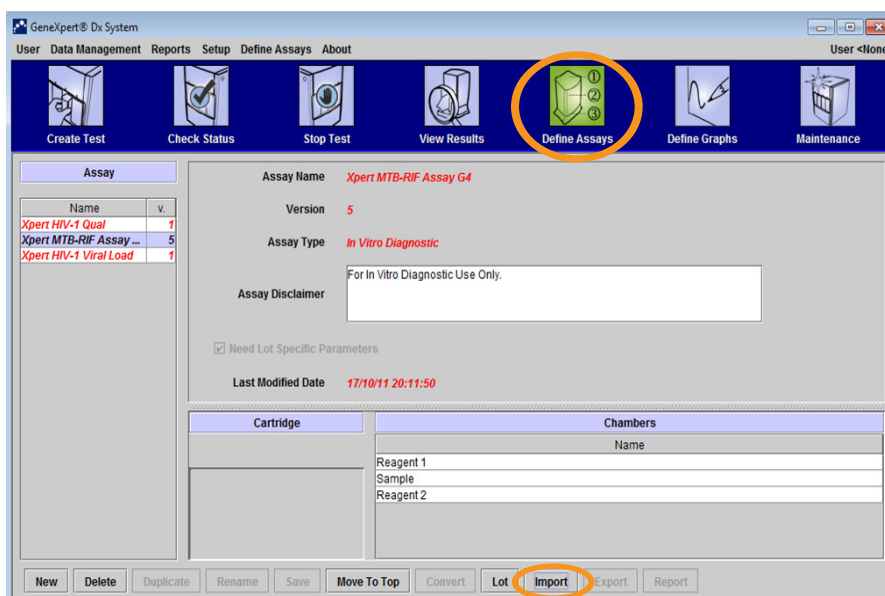 GeneXpert® Dx System
User Data Management Reports Setup Define Assays About User <None
Create Test Check Status Stop Test View Results Define Assays Define Graphs Maintenance
① ② ③
Assay
Name v.
Xpert HIV-1 Qual 1
Xpert MTB-RIF Assay ... 5
Xpert HIV-1 Viral Load 1
Assay Name Xpert MTB-RIF Assay G4
Version 5
Assay Type In Vitro Diagnostic
Assay Disclaimer For In Vitro Diagnostic Use Only.
Need Lot Specific Parameters
Last Modified Date 17/10/11 20:11:50
Cartridge
Chambers
Name
Reagent 1
Sample
Reagent 2
New Delete Duplicate Rename Save Move To Top Convert Lot Import Export Report